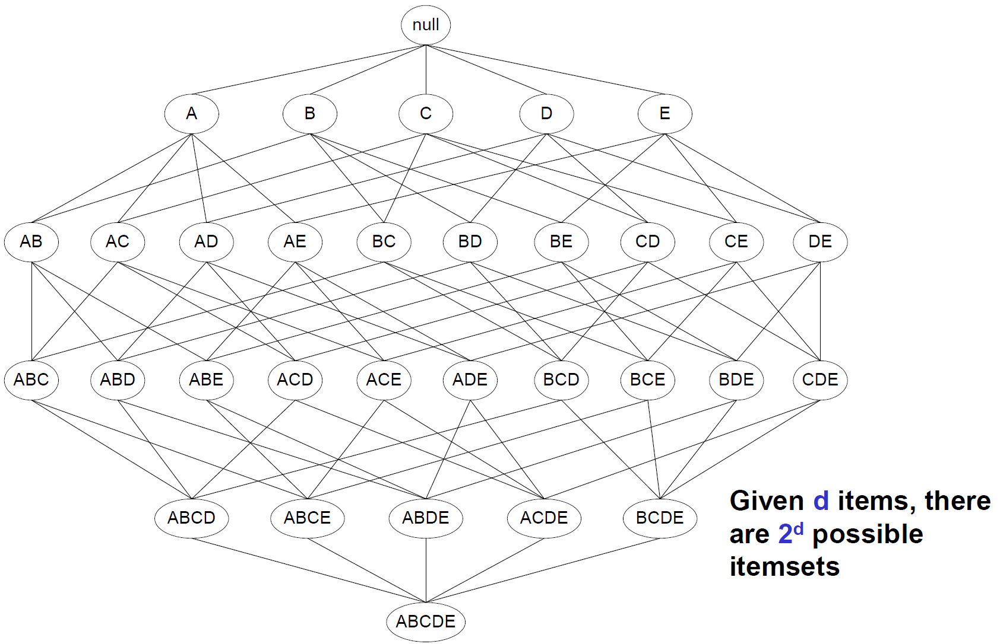 null
A B C D E
AB AC AD AE BC BD BE CD CE DE
ABC ABD ABE ACD ACE ADE BCD BCE BDE CDE
ABCD ABCE ABDE ACDE BCDE
Given d items, there
are 2ᵈ possible
itemsets
ABCDE